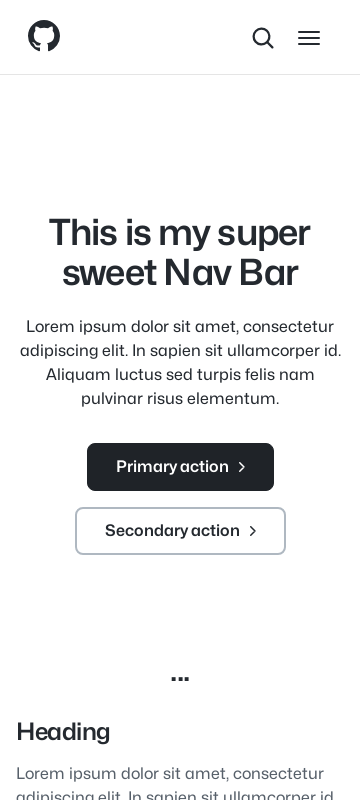 This is my super
sweet Nav Bar
Lorem ipsum dolor sit amet, consectetur
adipiscing elit. In sapien sit ullamcorper id.
Aliquam luctus sed turpis felis nam
pulvinar risus elementum.
Primary action
Secondary action
...
Heading
Lorem ipsum dolor sit amet, consectetur
adipiscing elit. In sapien sit ullamcorper id.